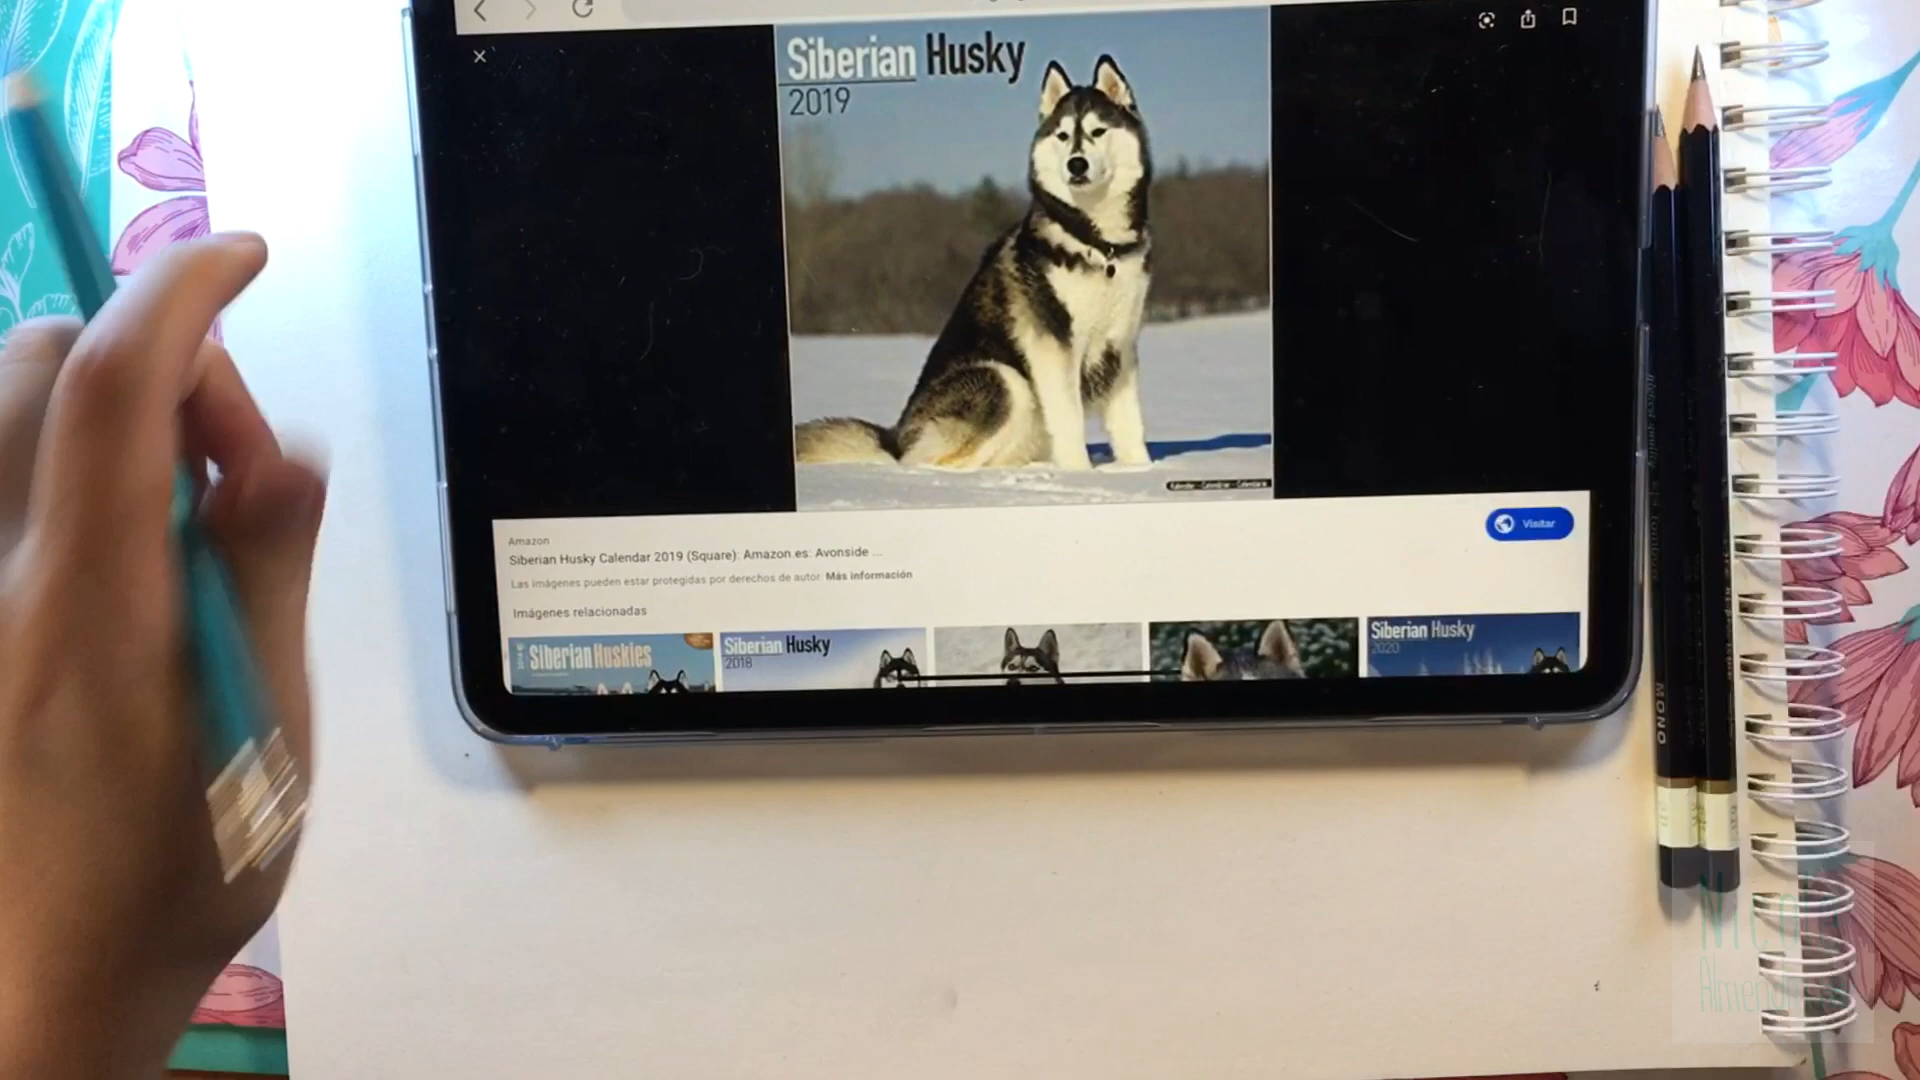 Siberian Husky
2019
Amazon
Siberian Husky Calendar 2019 (Square): Amazon.es: Avonside ...
Visitar
Las imágenes pueden estar protegidas por derechos de autor. Más información
Imágenes relacionadas
Siberian Huskies
Siberian Husky
2018
Siberian Husky
2020
MONO